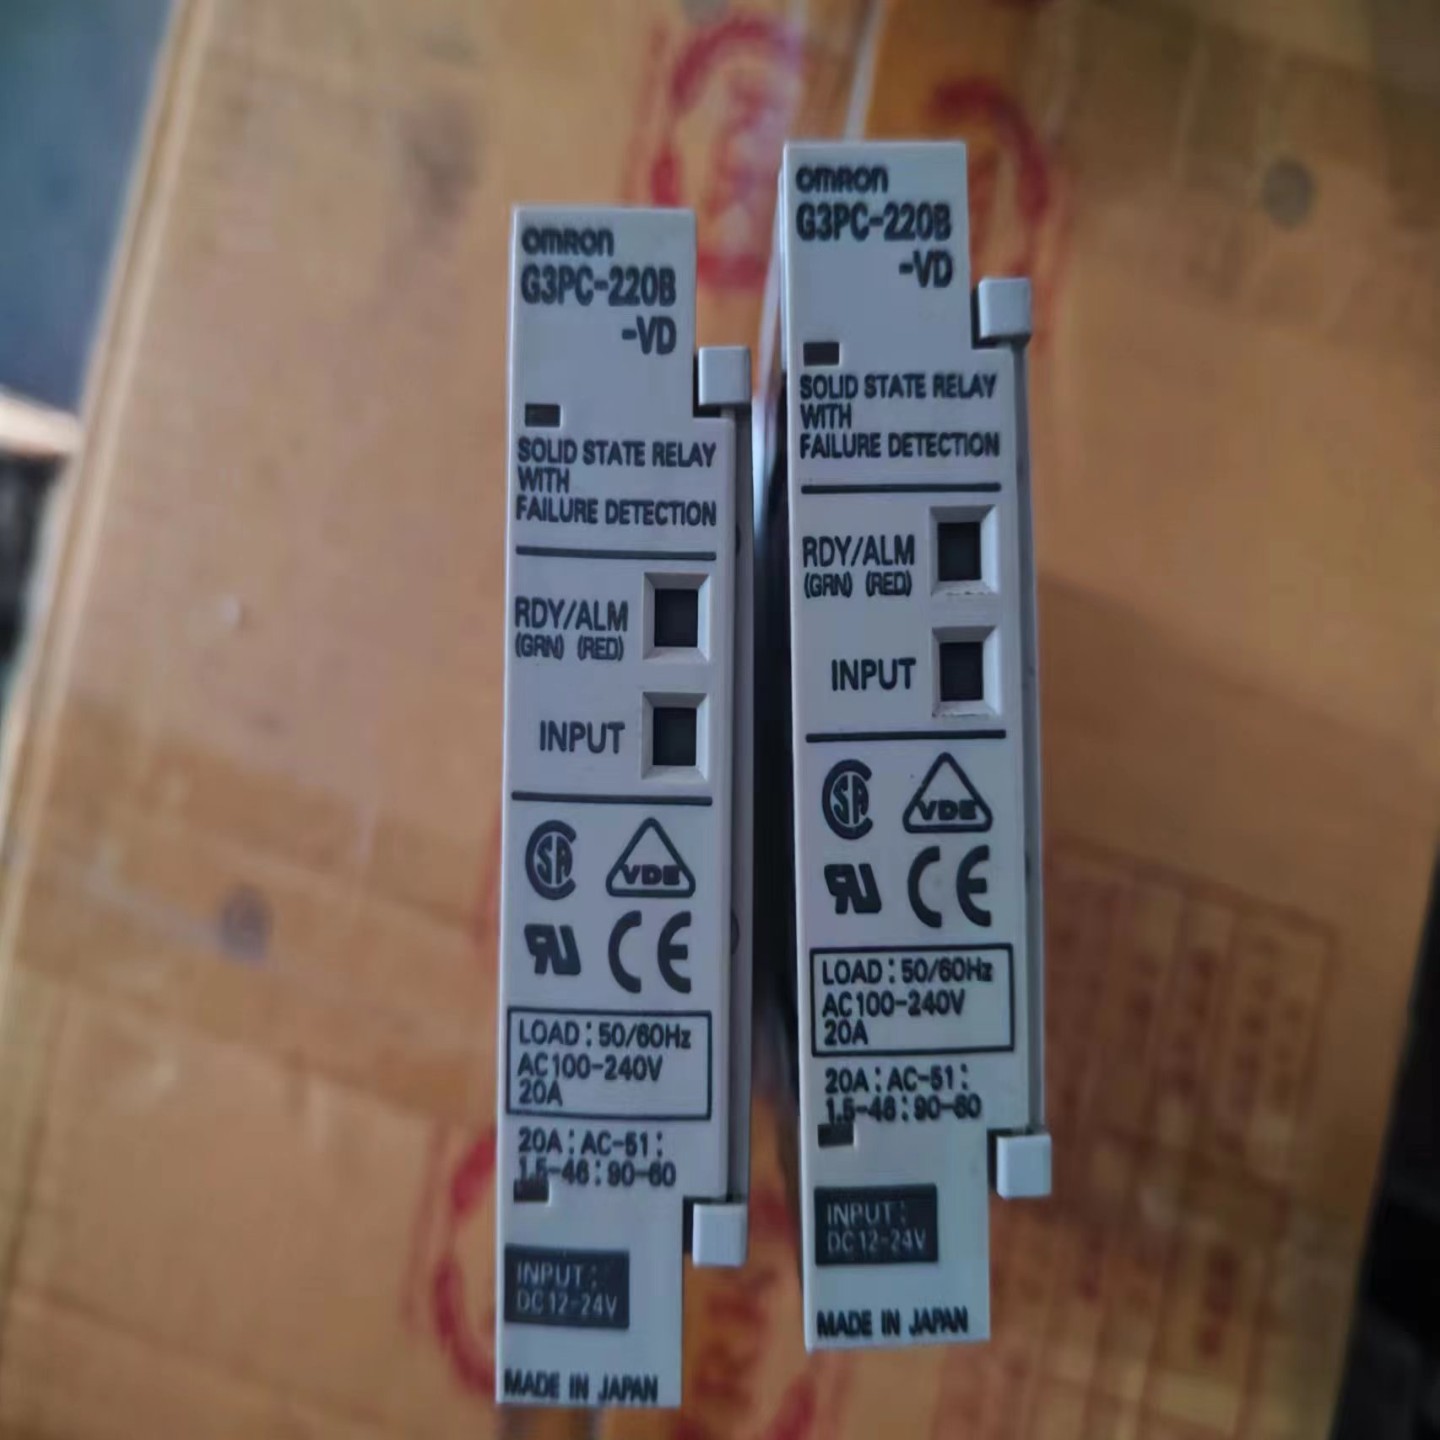 OMRON
G3PC-220B
-VD
SOLID STATE RELAY
WITH
FAILURE DETECTION
RDY/ALM
(GRN) (RED)
INPUT
SA
VDE
CE
LOAD: 50/60Hz
AC100-240V
20A
20A: AC-51:
1.5-46: 90-60
INPUT:
DC12-24V
MADE IN JAPAN
OMRON
G3PC-220B
-VD
SOLID STATE RELAY
WITH
FAILURE DETECTION
RDY/ALM
(GRN) (RED)
INPUT
SA
VDE
CE
LOAD: 50/60Hz
AC100-240V
20A
20A: AC-51:
1.5-46: 90-60
INPUT:
DC12-24V
MADE IN JAPAN